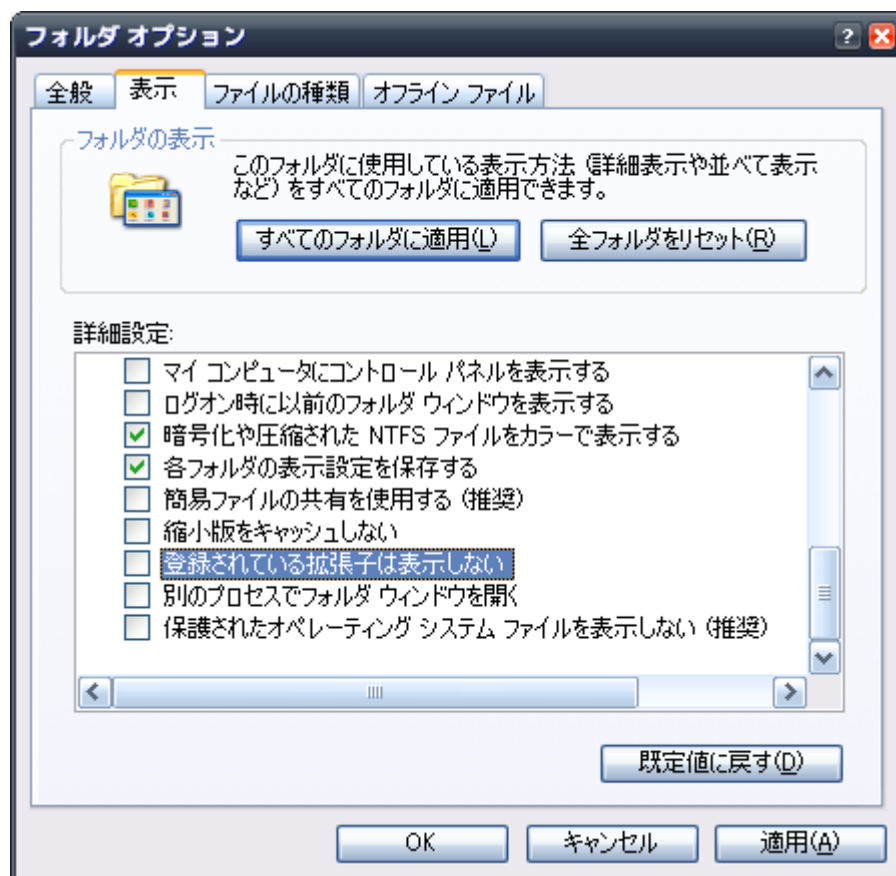 フォルダ オプション
全般 表示 ファイルの種類 オフライン ファイル
フォルダの表示
このフォルダに使用している表示方法 (詳細表示や並べて表示
など) をすべてのフォルダに適用できます。
すべてのフォルダに適用(L) 全フォルダをリセット(R)
詳細設定:
マイ コンピュータにコントロール パネルを表示する
ログオン時に以前のフォルダ ウィンドウを表示する
暗号化や圧縮された NTFS ファイルをカラーで表示する
各フォルダの表示設定を保存する
簡易ファイルの共有を使用する (推奨)
縮小版をキャッシュしない
登録されている拡張子は表示しない
別のプロセスでフォルダ ウィンドウを開く
保護されたオペレーティング システム ファイルを表示しない (推奨)
既定値に戻す(D)
OK キャンセル 適用(A)